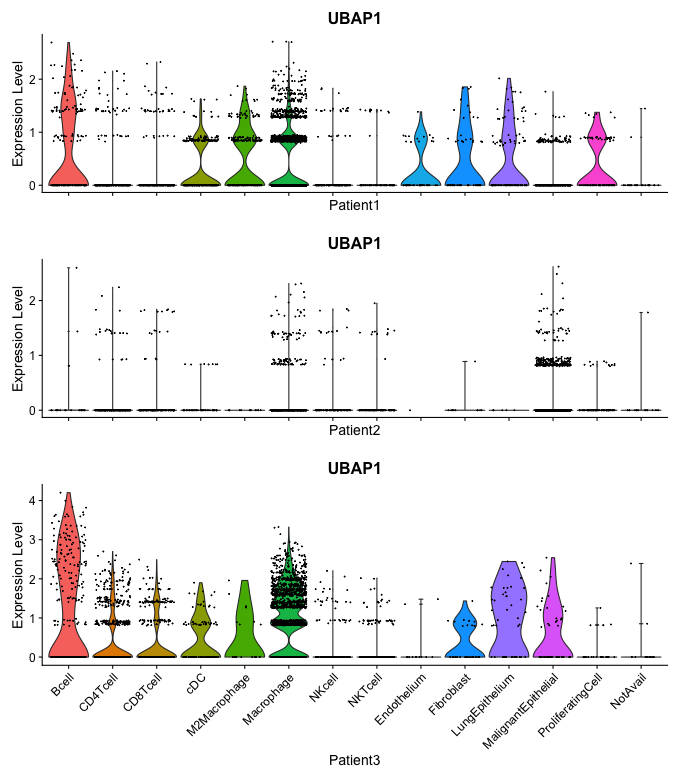 UBAP1
Expression Level
2
1
0
Patient1
UBAP1
Expression Level
2
1
0
Patient2
UBAP1
Expression Level
4
3
2
1
0
Bcell
CD4Tcell
CD8Tcell
cDC
M2Macrophage
Macrophage
NKcell
NKTcell
Endothelium
Fibroblast
LungEpithelium
MalignantEpithelial
ProliferatingCell
NotAvail
Patient3